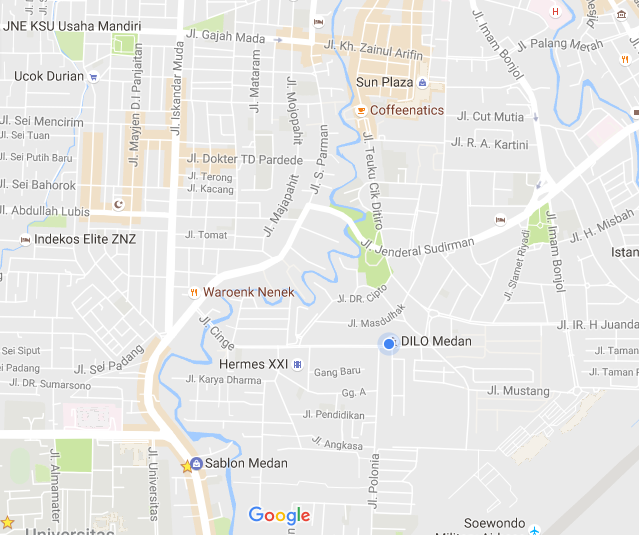 JNE KSU Usaha Mandiri
Jl. Gajah Mada
Jl. Kh. Zainul Arifin
Jl. Imam Bonjol
H
Jl. Palang Merah
Ucok Durian
Jl. Mayjen D.I Panjaitan
Jl. Iskandar Muda
Jl. Mataram
Jl. Mojopahit
Sun Plaza
Coffeenatics
Jl. Cut Mutia
Jl. Sei Mencirim
Sei Tuan
Jl. S. Parman
Jl. Teuku Cik Ditiro
Jl. R. A. Kartini
Jl. Sei Putih Baru
Jl. Dokter TD Pardede
Jl. Terong
Jl. Kacang
Jl. Sei Bahorok
Jl. Majapahit
Jl. Abdullah Lubis
Jl. Tomat
Indekos Elite ZNZ
Jl. Jenderal Sudirman
Jl. Imam Bonjol
Jl. H. Misbah
Jl. Slamet Riyadi
Istan
Waroenk Nenek
Jl. DR. Cipto
Jl. Masdulhak
Jl. Cinge
Jl. IR. H Juanda
DILO Medan
Sei Siput
Jl. Sei Padang
Sei Padang
Hermes XXI
Gang Baru
Jl. Taman
Jl. Taman F
Jl. DR. Sumarsono
Jl. Karya Dharma
Gg. A
Jl. Mustang
Jl. Pendidikan
Jl. Angkasa
Jl. Almamater
Jl. Universitas
Sablon Medan
Jl. Polonia
Google
Universitas
Soewondo